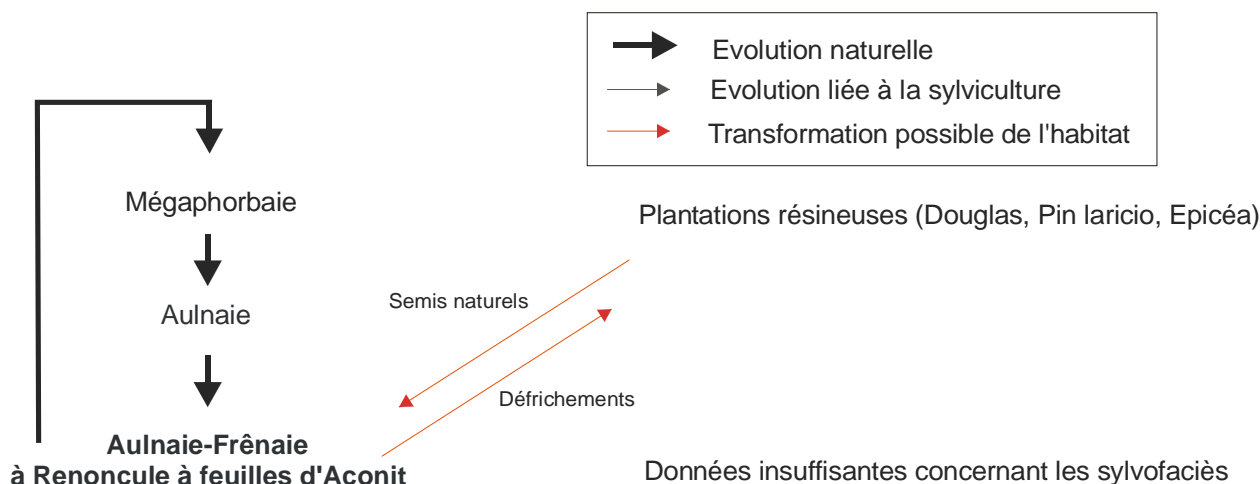 Evolution naturelle
Evolution liée à la sylviculture
Transformation possible de l'habitat
Mégaphorbaie
Plantations résineuses (Douglas, Pin laricio, Epicéa)
Semis naturels
Aulnaie
Défrichements
Aulnaie-Frênaie
à Renoncule à feuilles d'Aconit
Données insuffisantes concernant les sylvofaciès